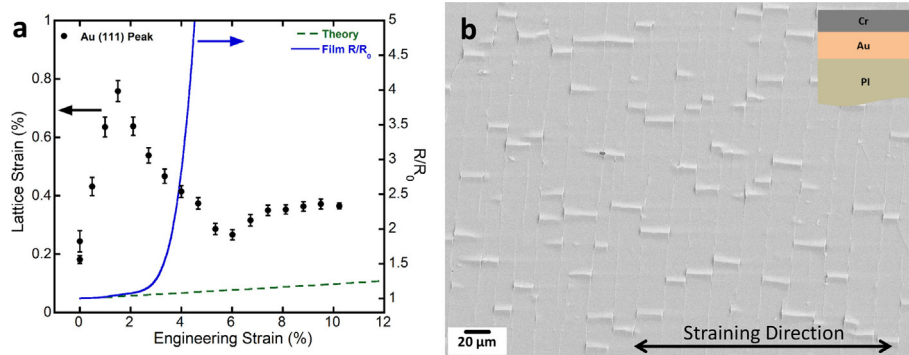 a
Au (111) Peak
Theory
Film R/R₀
1
0.8
0.6
0.4
0.2
0
Lattice Strain (%)
5
4.5
4
3.5
3
2.5
2
1.5
1
R/R₀
0 2 4 6 8 10 12
Engineering Strain (%)
b
Cr
Au
PI
20 µm
Straining Direction